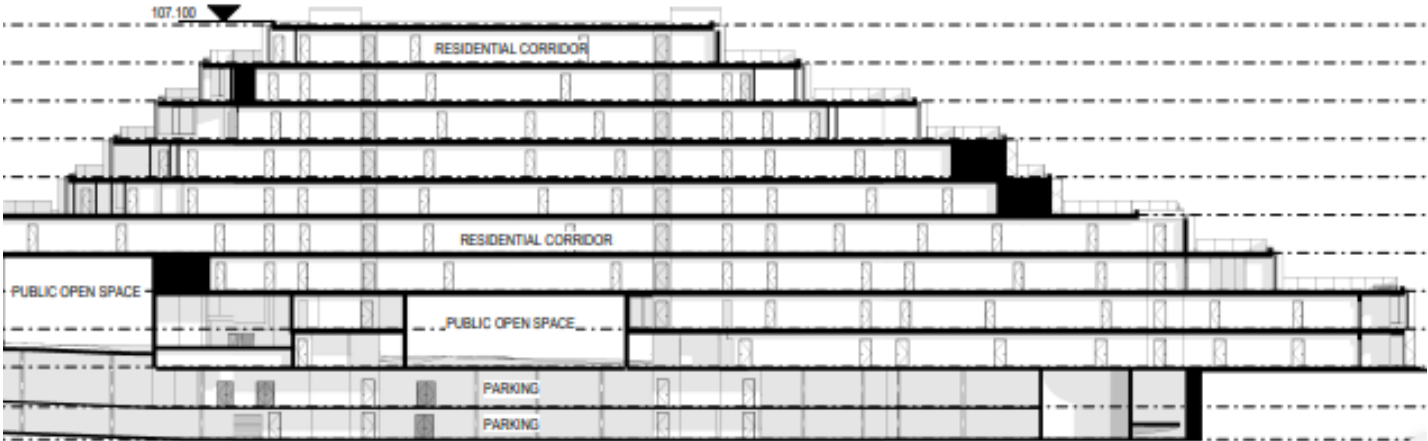 107.100
RESIDENTIAL CORRIDOR
RESIDENTIAL CORRIDOR
PUBLIC OPEN SPACE
PUBLIC OPEN SPACE
PARKING
PARKING